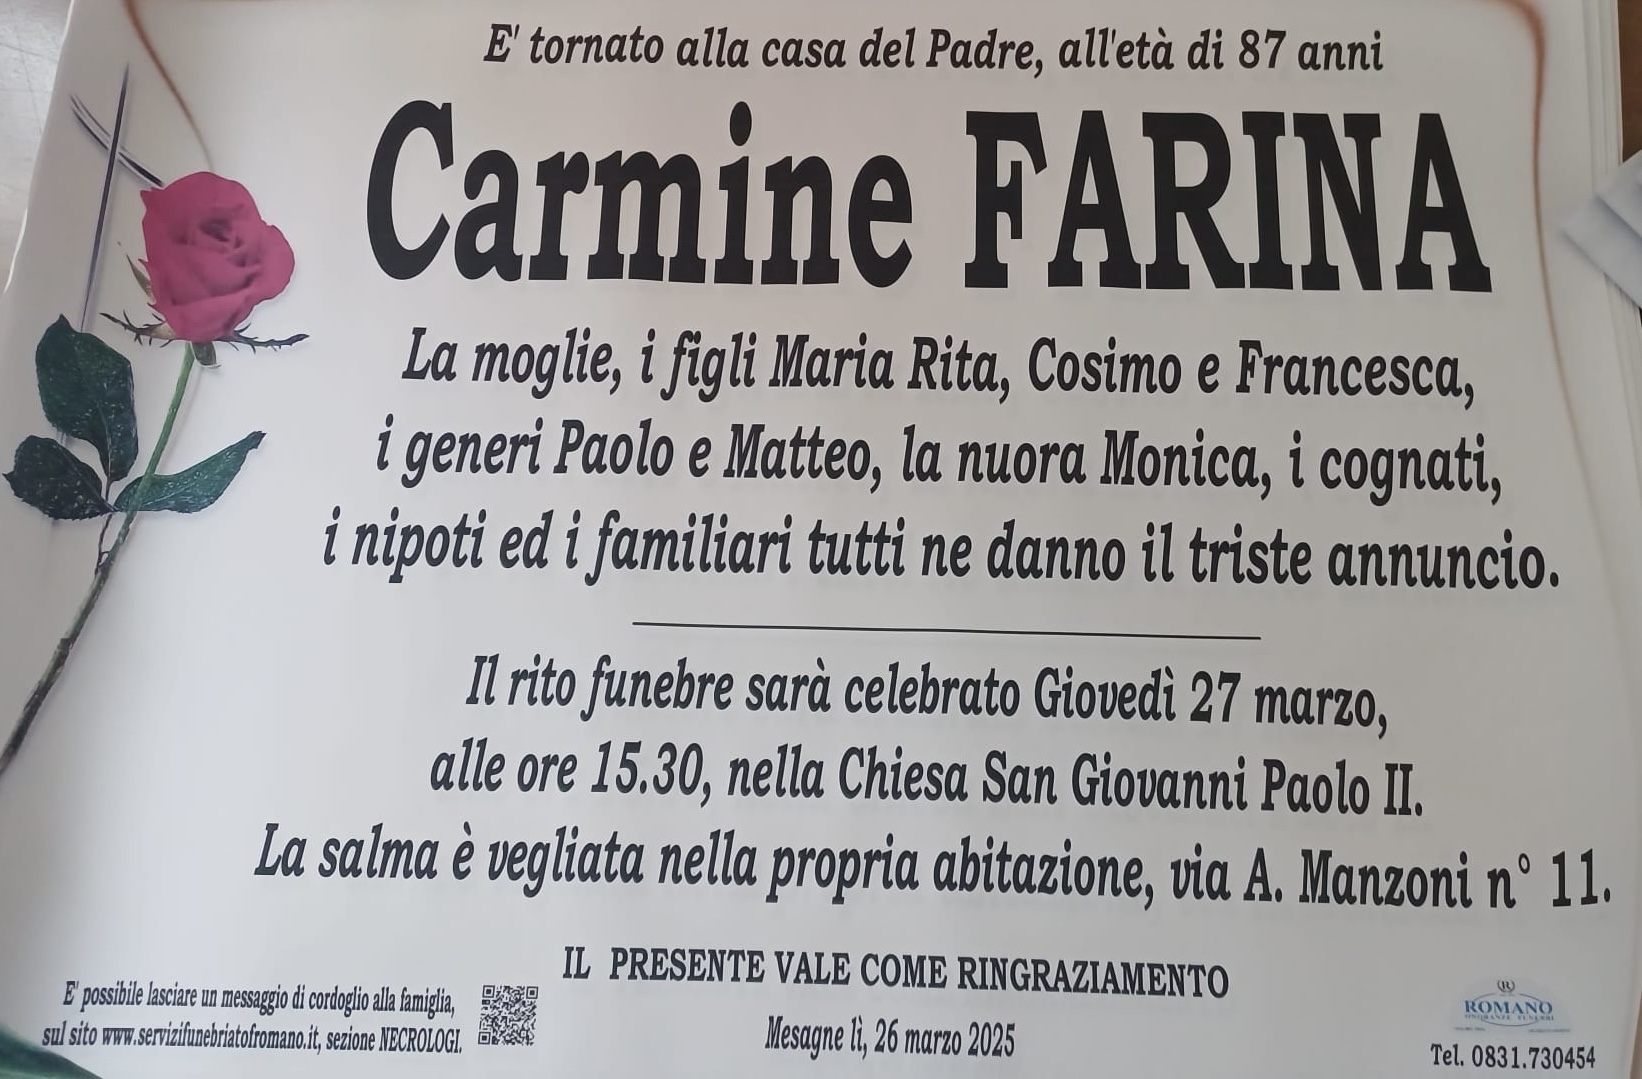 E' tornato alla casa del Padre, all'età di 87 anni
Carmine FARINA
La moglie, i figli Maria Rita, Cosimo e Francesca,
i generi Paolo e Matteo, la nuora Monica, i cognati,
i nipoti ed i familiari tutti ne danno il triste annuncio.
Il rito funebre sarà celebrato Giovedì 27 marzo,
alle ore 15.30, nella Chiesa San Giovanni Paolo II.
La salma è vegliata nella propria abitazione, via A. Manzoni n° 11.
IL PRESENTE VALE COME RINGRAZIAMENTO
Mesagne lì, 26 marzo 2025
E' possibile lasciare un messaggio di cordoglio alla famiglia,
sul sito www.servizifunebriatofromano.it, sezione NECROLOGI.
R
ROMANO
ONORANZE FUNEBRI
Tel. 0831.730454